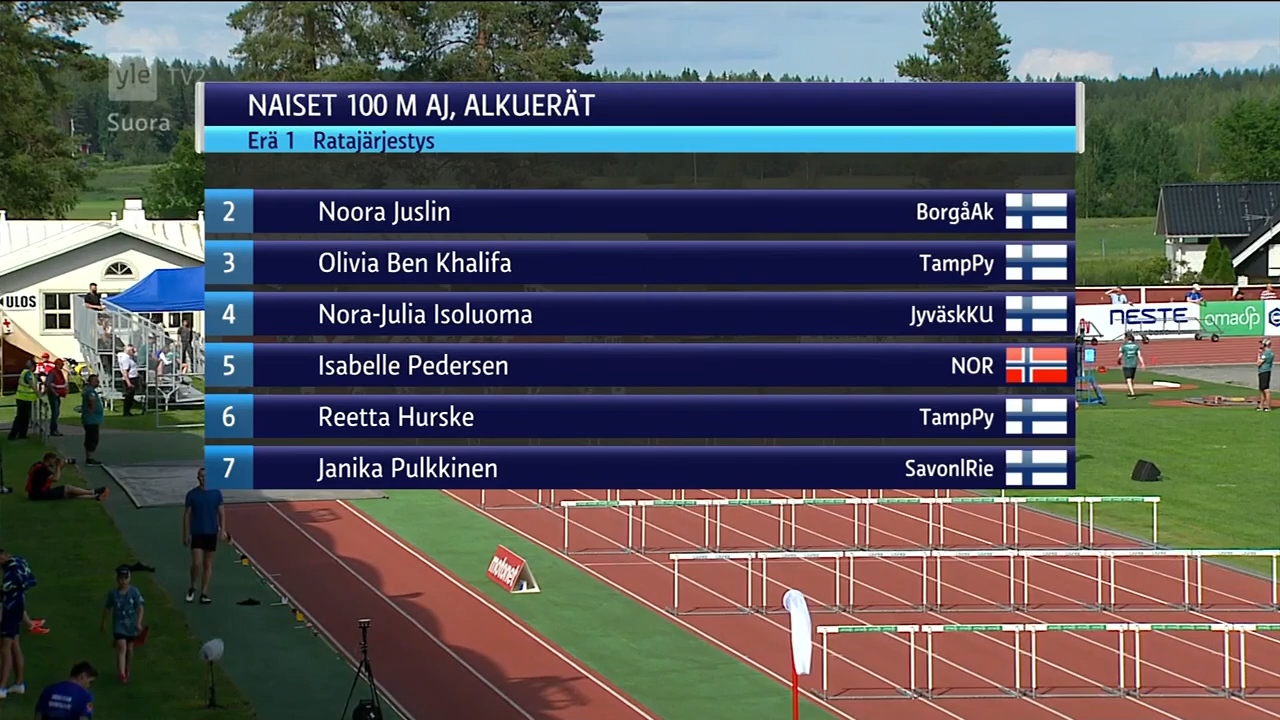 yle TV2
Suora
NAISET 100 M AJ, ALKUERÄT
Erä 1 Ratajärjestys
2 Noora Juslin BorgåAk
3 Olivia Ben Khalifa TampPy
4 Nora-Julia Isoluoma JyväskKU
5 Isabelle Pedersen NOR
6 Reetta Hurske TampPy
7 Janika Pulkkinen SavonlRie
ULOS
NESTE
omasp
motonet